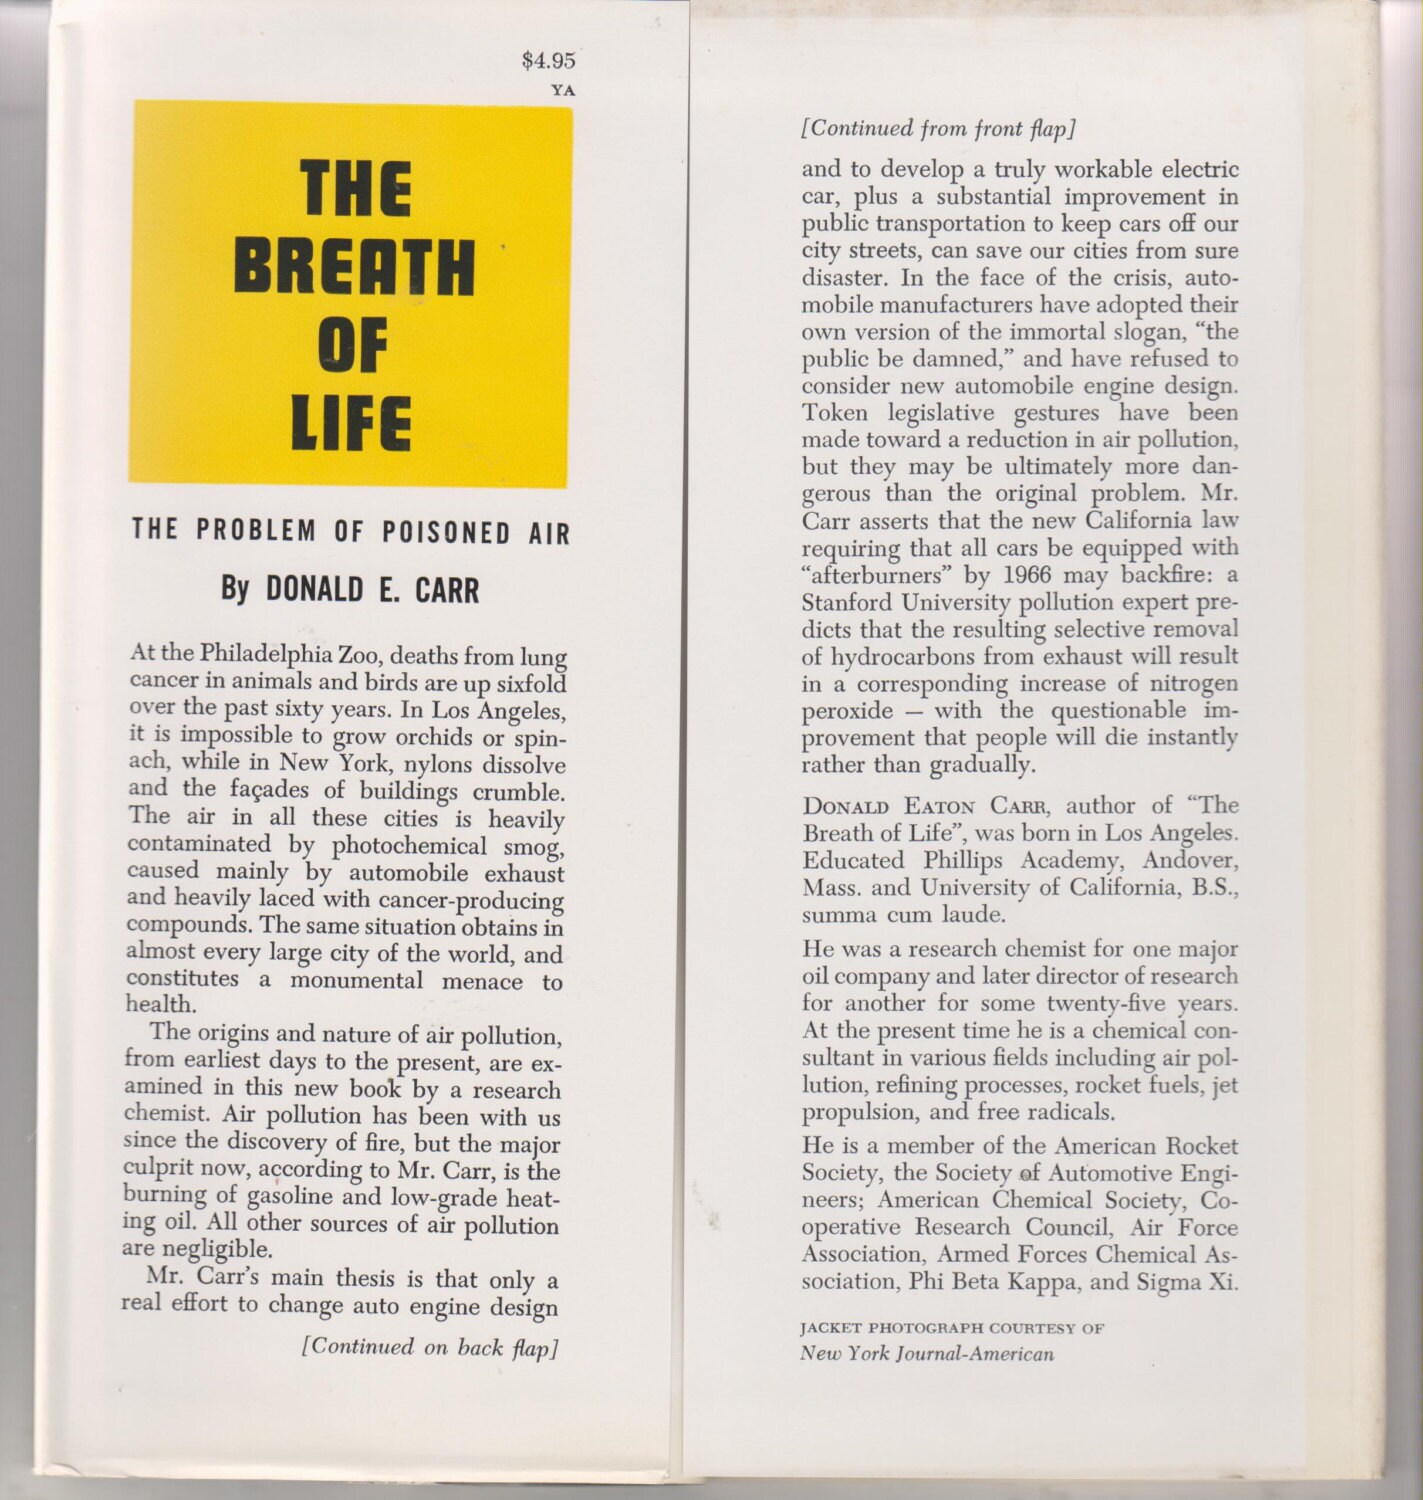 $4.95
YA
THE
BREATH
OF
LIFE
THE PROBLEM OF POISONED AIR
By DONALD E. CARR
At the Philadelphia Zoo, deaths from lung
cancer in animals and birds are up sixfold
over the past sixty years. In Los Angeles,
it is impossible to grow orchids or spin-
ach, while in New York, nylons dissolve
and the façades of buildings crumble.
The air in all these cities is heavily
contaminated by photochemical smog,
caused mainly by automobile exhaust
and heavily laced with cancer-producing
compounds. The same situation obtains in
almost every large city of the world, and
constitutes a monumental menace to
health.
The origins and nature of air pollution,
from earliest days to the present, are ex-
amined in this new book by a research
chemist. Air pollution has been with us
since the discovery of fire, but the major
culprit now, according to Mr. Carr, is the
burning of gasoline and low-grade heat-
ing oil. All other sources of air pollution
are negligible.
Mr. Carr's main thesis is that only a
real effort to change auto engine design
[Continued on back flap]
[Continued from front flap]
and to develop a truly workable electric
car, plus a substantial improvement in
public transportation to keep cars off our
city streets, can save our cities from sure
disaster. In the face of the crisis, auto-
mobile manufacturers have adopted their
own version of the immortal slogan, “the
public be damned,” and have refused to
consider new automobile engine design.
Token legislative gestures have been
made toward a reduction in air pollution,
but they may be ultimately more dan-
gerous than the original problem. Mr.
Carr asserts that the new California law
requiring that all cars be equipped with
“afterburners” by 1966 may backfire: a
Stanford University pollution expert pre-
dicts that the resulting selective removal
of hydrocarbons from exhaust will result
in a corresponding increase of nitrogen
peroxide — with the questionable im-
provement that people will die instantly
rather than gradually.
DONALD EATON CARR, author of “The
Breath of Life”, was born in Los Angeles.
Educated Phillips Academy, Andover,
Mass. and University of California, B.S.,
summa cum laude.
He was a research chemist for one major
oil company and later director of research
for another for some twenty-five years.
At the present time he is a chemical con-
sultant in various fields including air pol-
lution, refining processes, rocket fuels, jet
propulsion, and free radicals.
He is a member of the American Rocket
Society, the Society of Automotive Engi-
neers; American Chemical Society, Co-
operative Research Council, Air Force
Association, Armed Forces Chemical As-
sociation, Phi Beta Kappa, and Sigma Xi.
JACKET PHOTOGRAPH COURTESY OF
New York Journal-American